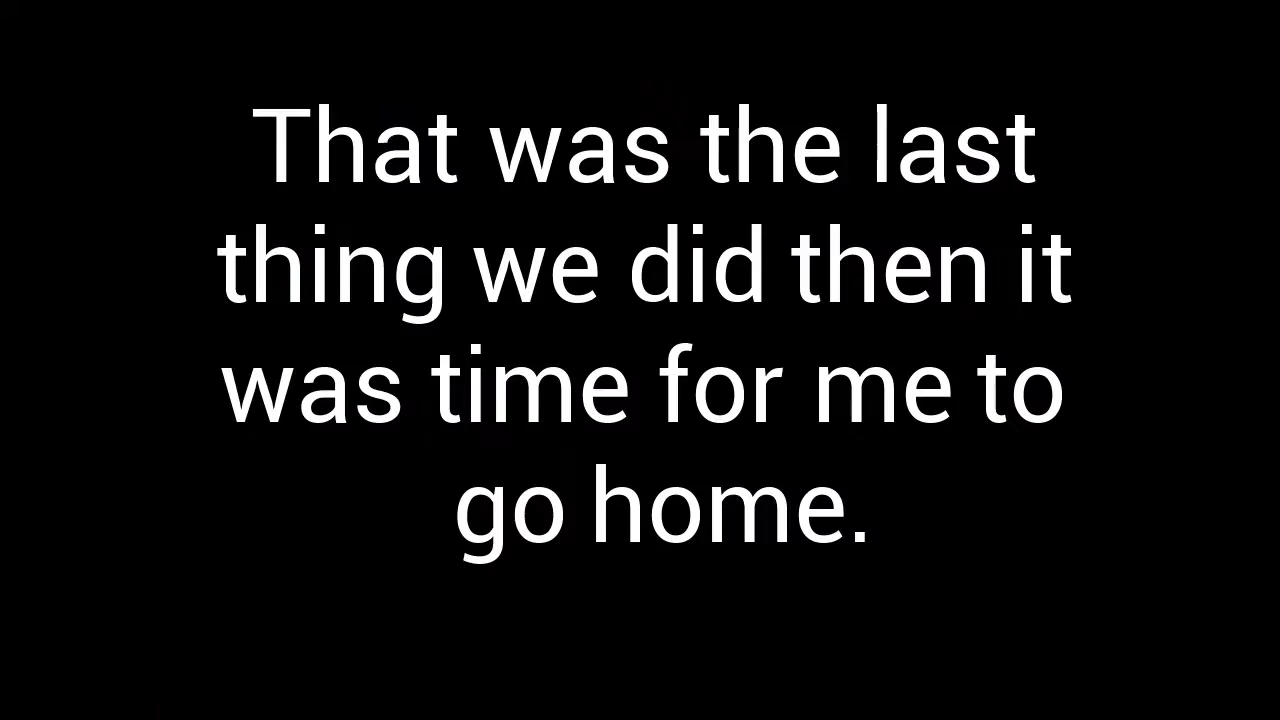 That was the last
thing we did then it
was time for me to
go home.